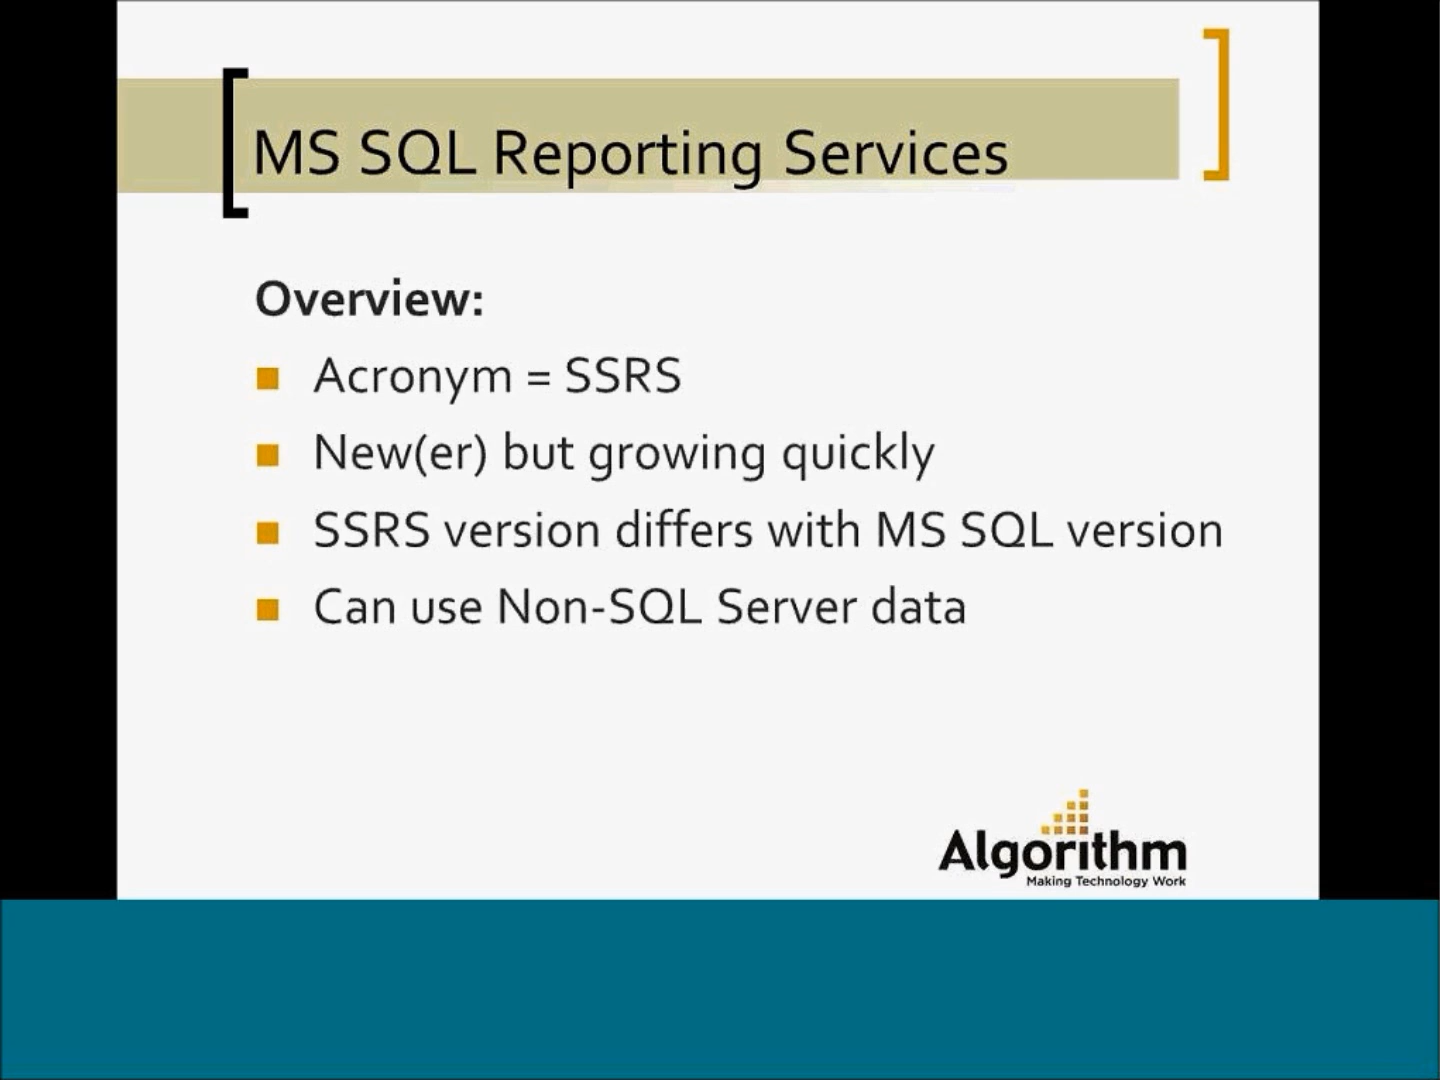 MS SQL Reporting Services
Overview:
Acronym = SSRS
New(er) but growing quickly
SSRS version differs with MS SQL version
Can use Non-SQL Server data
Algorithm
Making Technology Work